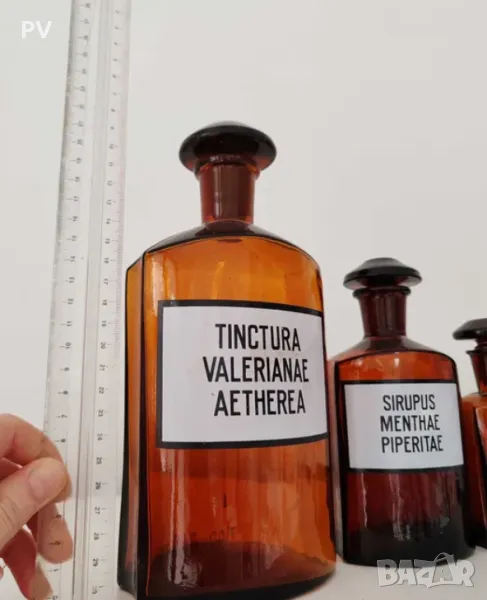 PV
TINCTURA
VALERIANAE
AETHEREA
SIRUPUS
MENTHAE
PIPERITAE
BAZAR